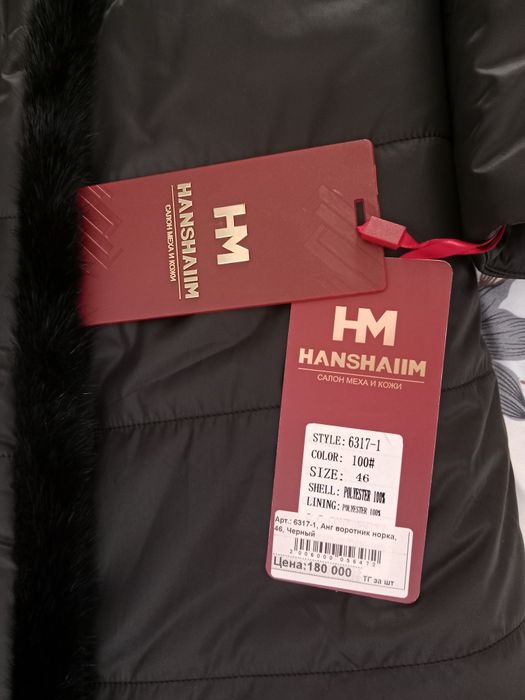 HM
HANSHAIIM
САЛОН МЕХА И КОЖИ
HM
HANSHAIIM
САЛОН МЕХА И КОЖИ
STYLE: 6317-1
COLOR: 100#
SIZE: 46
SHELL: POLYESTER 100%
LINING: POLYESTER 100%
Арт.: 6317-1, Анг воротник норка,
46, Черный
Цена:180 000
ТГ за шт